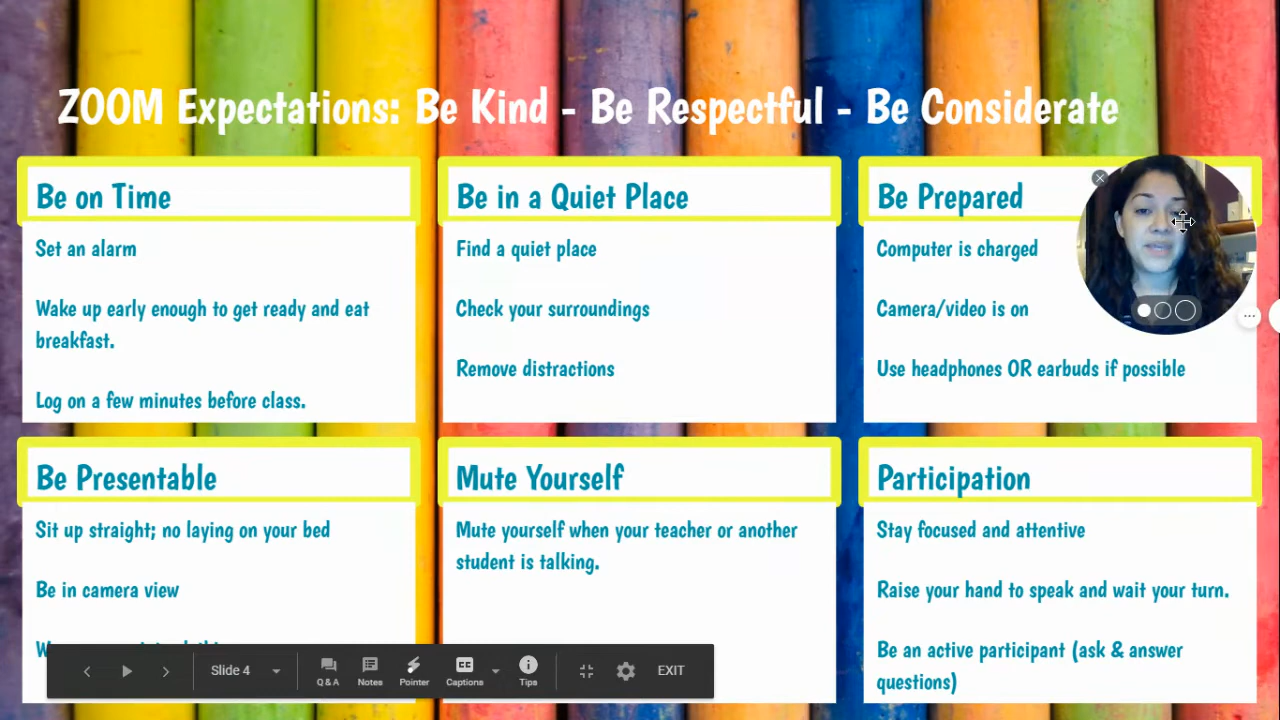 ZOOM Expectations: Be Kind - Be Respectful - Be Considerate
Be on Time
Set an alarm
Wake up early enough to get ready and eat
breakfast.
Log on a few minutes before class.
Be in a Quiet Place
Find a quiet place
Check your surroundings
Remove distractions
Be Prepared
Computer is charged
Camera/video is on
Use headphones OR earbuds if possible
Be Presentable
Sit up straight; no laying on your bed
Be in camera view
Mute Yourself
Mute yourself when your teacher or another
student is talking.
Participation
Stay focused and attentive
Raise your hand to speak and wait your turn.
Be an active participant (ask & answer
questions)
Slide 4
Q & A
Notes
Pointer
CC
Captions
Tips
EXIT